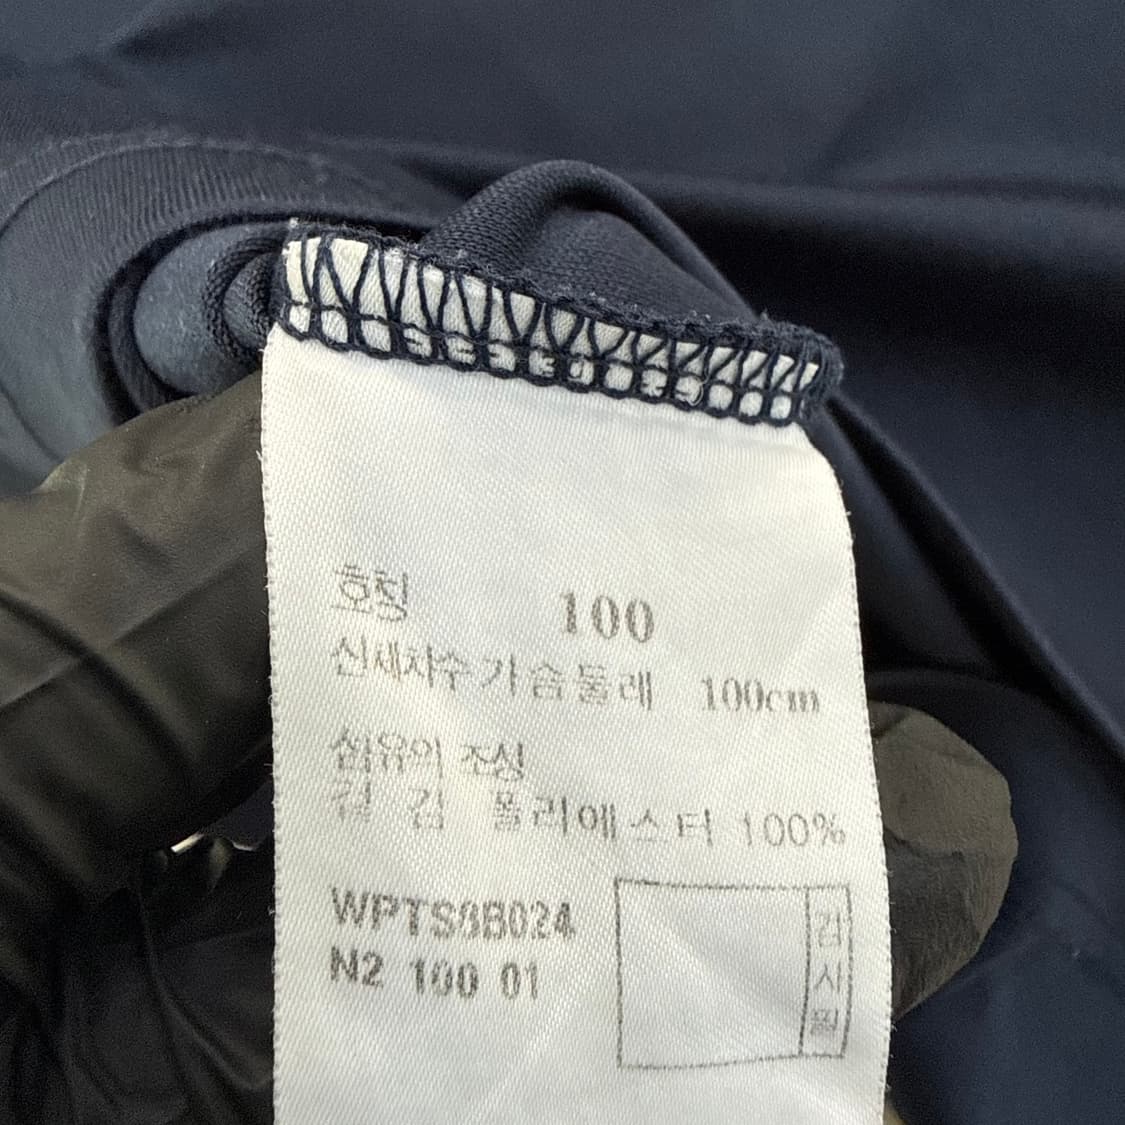 호칭 100
신체치수 가슴둘레 100cm
섬유의 조성
겉 감 폴리에스터 100%
WPTS8B024
N2 100 01
검사필